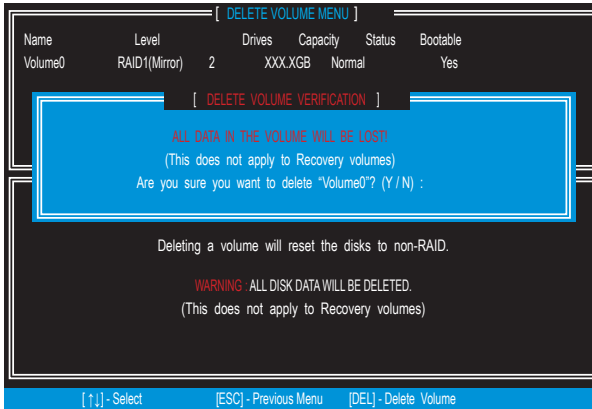 [ DELETE VOLUME MENU ]
Name Level Drives Capacity Status Bootable
Volume0 RAID1(Mirror) 2 XXX.XGB Normal Yes
[ DELETE VOLUME VERIFICATION ]
ALL DATA IN THE VOLUME WILL BE LOST!
(This does not apply to Recovery volumes)
Are you sure you want to delete “Volume0”? (Y / N) :
Deleting a volume will reset the disks to non-RAID.
WARNING : ALL DISK DATA WILL BE DELETED.
(This does not apply to Recovery volumes)
[↑↓] - Select [ESC] - Previous Menu [DEL] - Delete Volume